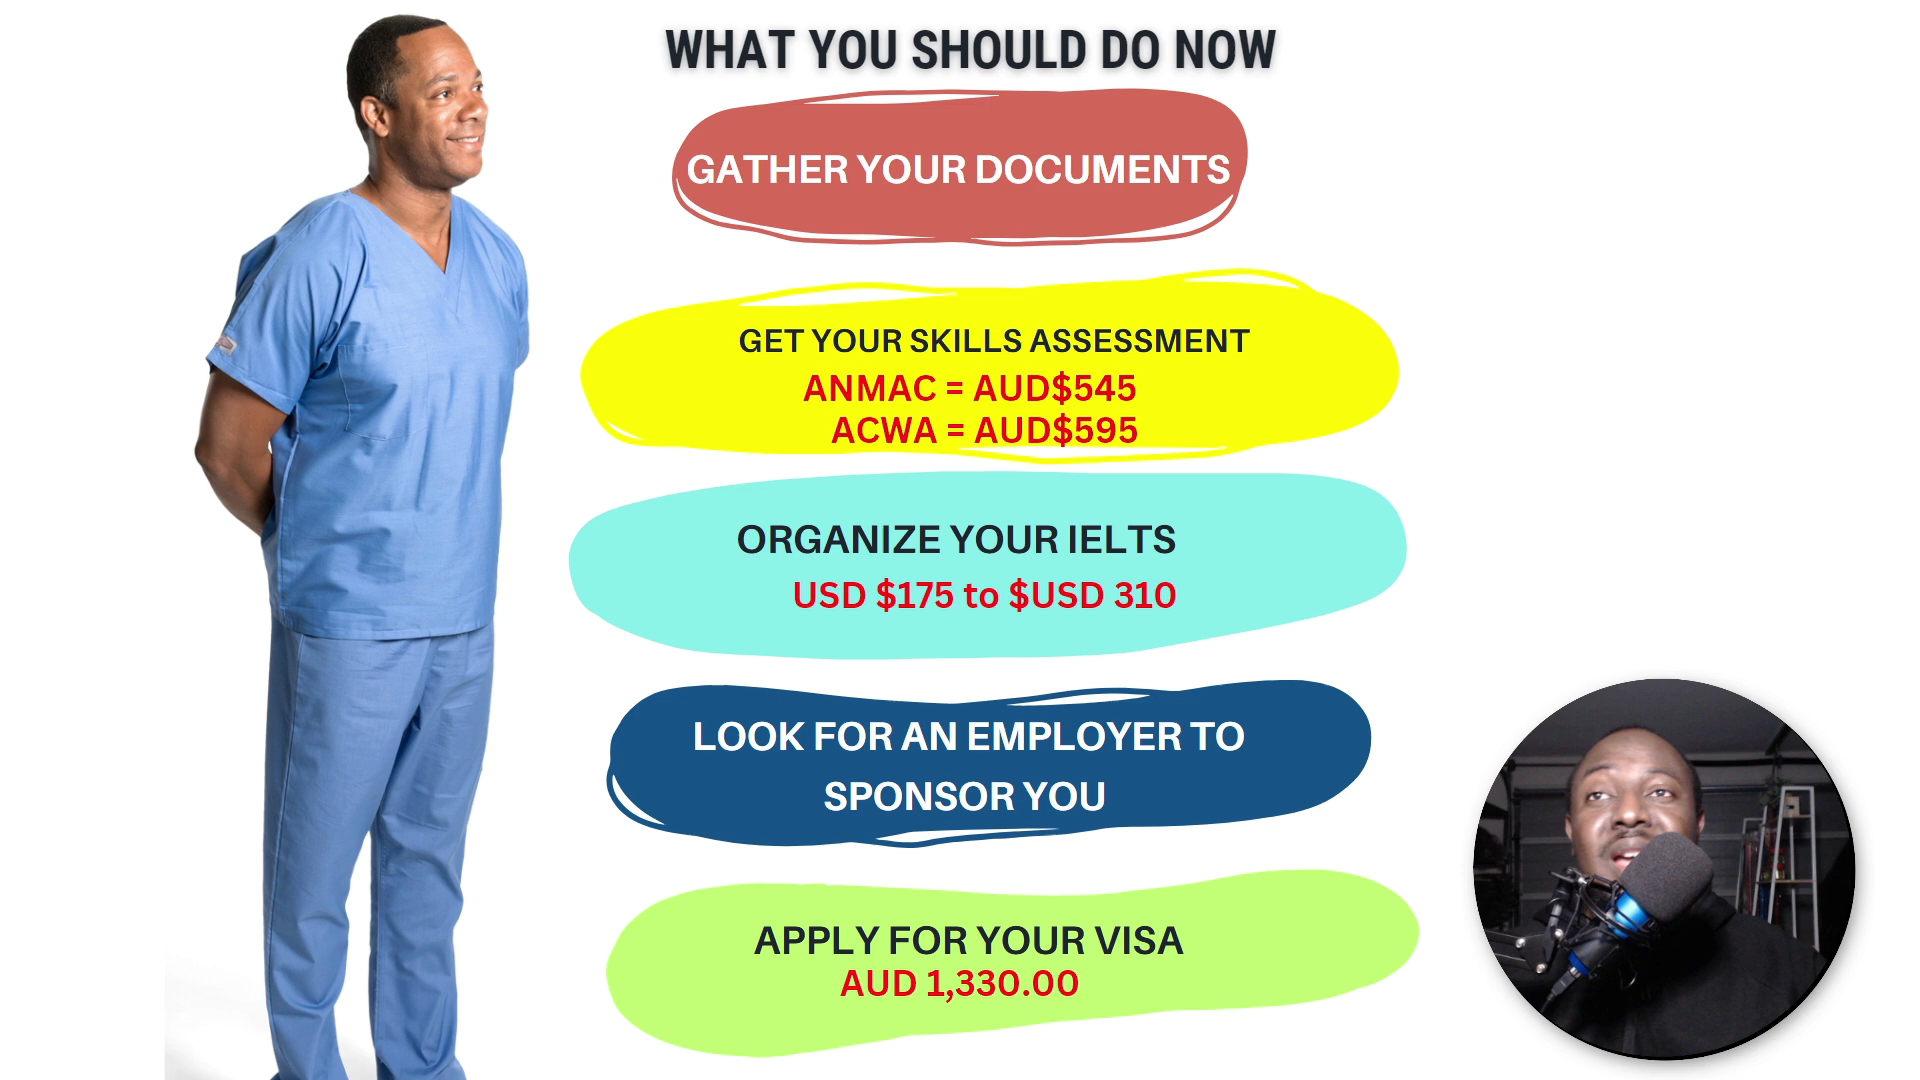 WHAT YOU SHOULD DO NOW
GATHER YOUR DOCUMENTS
GET YOUR SKILLS ASSESSMENT
ANMAC = AUD$545
ACWA = AUD$595
ORGANIZE YOUR IELTS
USD $175 to $USD 310
LOOK FOR AN EMPLOYER TO
SPONSOR YOU
APPLY FOR YOUR VISA
AUD 1,330.00